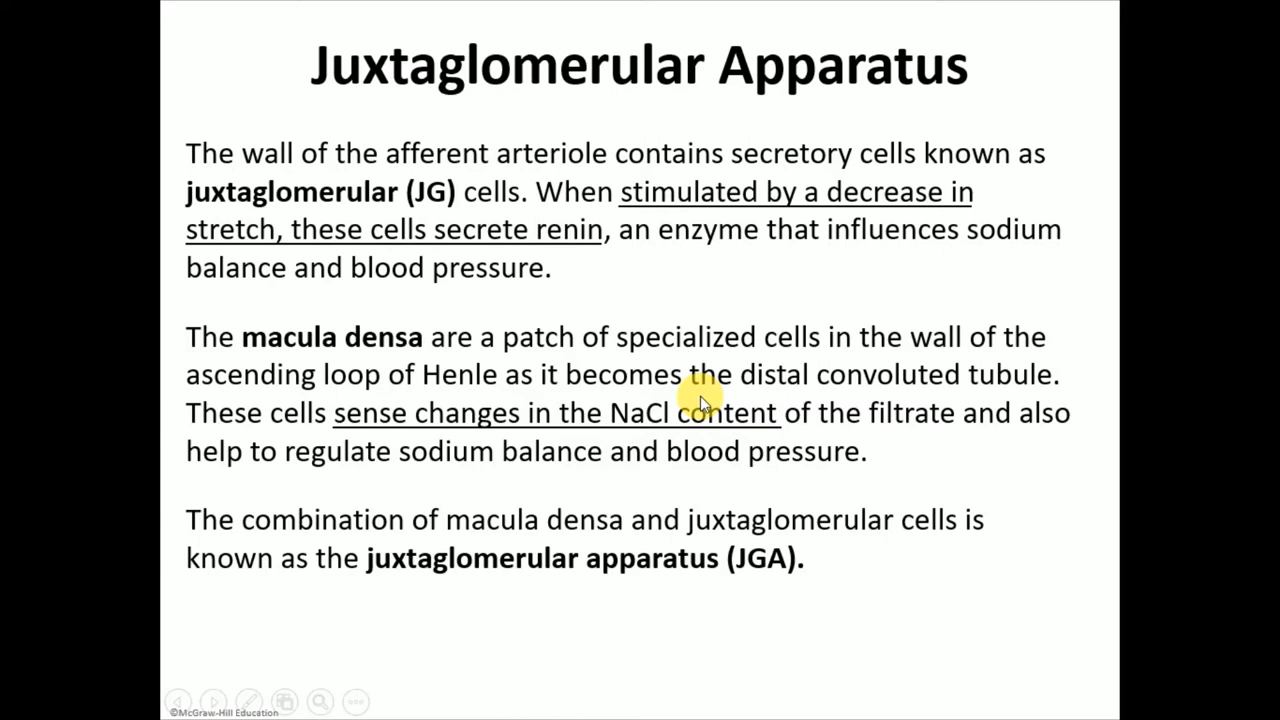 Juxtaglomerular Apparatus
The wall of the afferent arteriole contains secretory cells known as
juxtaglomerular (JG) cells. When stimulated by a decrease in
stretch, these cells secrete renin, an enzyme that influences sodium
balance and blood pressure.
The macula densa are a patch of specialized cells in the wall of the
ascending loop of Henle as it becomes the distal convoluted tubule.
These cells sense changes in the NaCl content of the filtrate and also
help to regulate sodium balance and blood pressure.
The combination of macula densa and juxtaglomerular cells is
known as the juxtaglomerular apparatus (JGA).
©McGraw-Hill Education